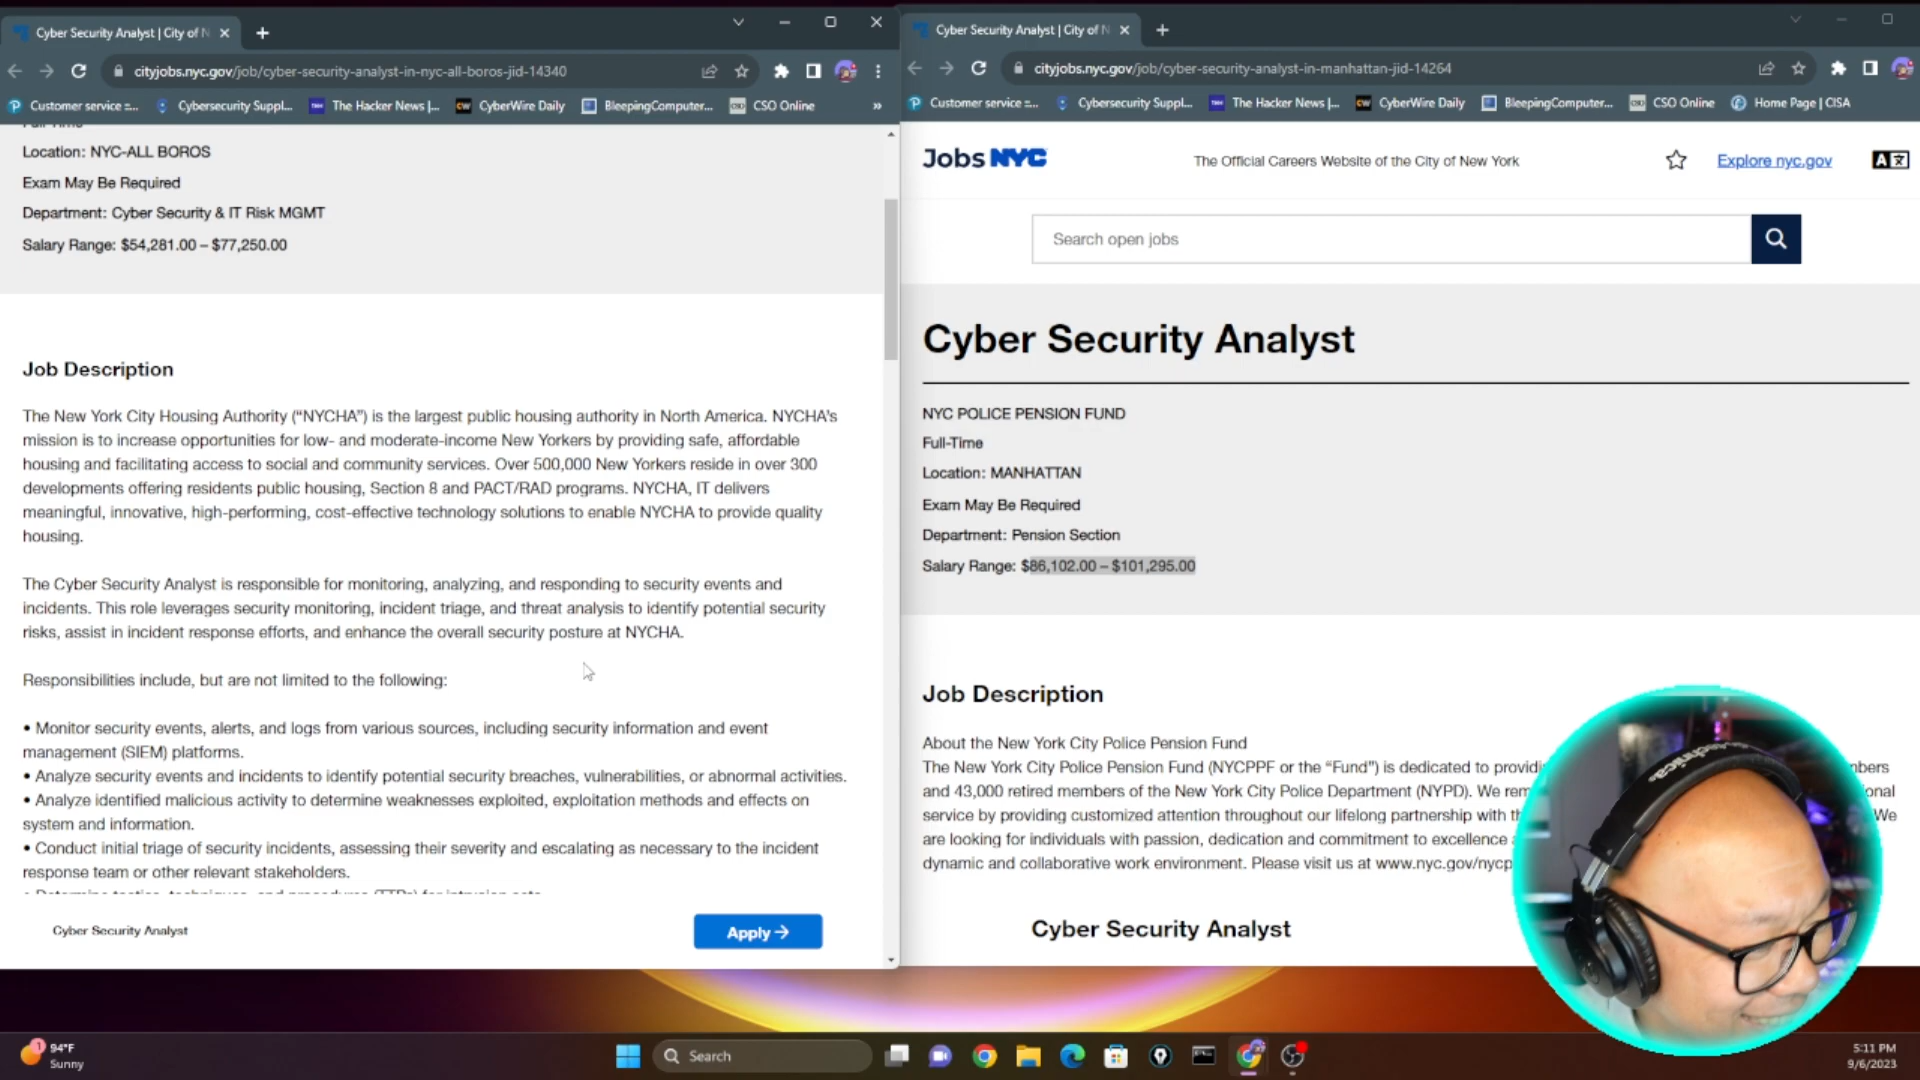 Cyber Security Analyst | City of N
cityjobs.nyc.gov/job/cyber-security-analyst-in-nyc-all-boros-jid-14340
Customer service =...
Cybersecurity Suppl...
The Hacker News |...
CyberWire Daily
BleepingComputer...
CSO Online
»
Location: NYC-ALL BOROS
Exam May Be Required
Department: Cyber Security & IT Risk MGMT
Salary Range: $54,281.00 – $77,250.00
Job Description
The New York City Housing Authority (“NYCHA”) is the largest public housing authority in North America. NYCHA’s
mission is to increase opportunities for low- and moderate-income New Yorkers by providing safe, affordable
housing and facilitating access to social and community services. Over 500,000 New Yorkers reside in over 300
developments offering residents public housing, Section 8 and PACT/RAD programs. NYCHA, IT delivers
meaningful, innovative, high-performing, cost-effective technology solutions to enable NYCHA to provide quality
housing.
The Cyber Security Analyst is responsible for monitoring, analyzing, and responding to security events and
incidents. This role leverages security monitoring, incident triage, and threat analysis to identify potential security
risks, assist in incident response efforts, and enhance the overall security posture at NYCHA.
Responsibilities include, but are not limited to the following:
• Monitor security events, alerts, and logs from various sources, including security information and event
management (SIEM) platforms.
• Analyze security events and incidents to identify potential security breaches, vulnerabilities, or abnormal activities.
• Analyze identified malicious activity to determine weaknesses exploited, exploitation methods and effects on
system and information.
• Conduct initial triage of security incidents, assessing their severity and escalating as necessary to the incident
response team or other relevant stakeholders.
Cyber Security Analyst
Apply →
Cyber Security Analyst | City of N
cityjobs.nyc.gov/job/cyber-security-analyst-in-manhattan-jid-14264
Customer service =...
Cybersecurity Suppl...
The Hacker News |...
CyberWire Daily
BleepingComputer...
CSO Online
Home Page | CISA
Jobs NYC
The Official Careers Website of the City of New York
Explore nyc.gov
Search open jobs
Cyber Security Analyst
NYC POLICE PENSION FUND
Full-Time
Location: MANHATTAN
Exam May Be Required
Department: Pension Section
Salary Range: $86,102.00 – $101,295.00
Job Description
About the New York City Police Pension Fund
The New York City Police Pension Fund (NYCPPF or the “Fund”) is dedicated to providi
and 43,000 retired members of the New York City Police Department (NYPD). We rem
service by providing customized attention throughout our lifelong partnership with th We
are looking for individuals with passion, dedication and commitment to excellence
dynamic and collaborative work environment. Please visit us at www.nyc.gov/nycp
Cyber Security Analyst
94°F
Sunny
Search
5:11 PM
9/6/2023